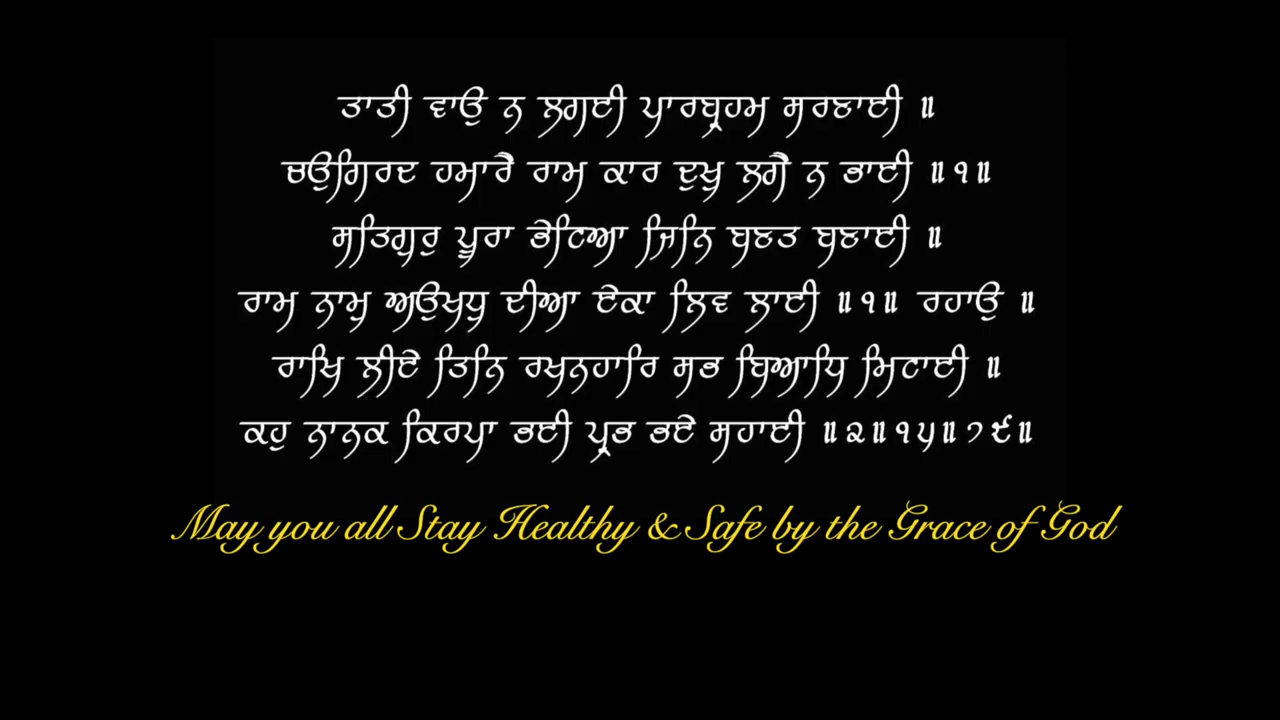 ਤਾਤੀ ਵਾਉ ਨ ਲਗਈ ਪਾਰਬ੍ਰਹਮ ਸਰਣਾਈ ॥
ਚਉਗਿਰਦ ਹਮਾਰੈ ਰਾਮ ਕਾਰ ਦੁਖੁ ਲਗੈ ਨ ਭਾਈ ॥੧॥
ਸਤਿਗੁਰੁ ਪੂਰਾ ਭੇਟਿਆ ਜਿਨਿ ਬਣਤ ਬਣਾਈ ॥
ਰਾਮ ਨਾਮੁ ਅਉਖਧੁ ਦੀਆ ਏਕਾ ਲਿਵ ਲਾਈ ॥੧॥ ਰਹਾਉ ॥
ਰਾਖਿ ਲੀਏ ਤਿਨਿ ਰਖਨਹਾਰਿ ਸਭ ਬਿਆਧਿ ਮਿਟਾਈ ॥
ਕਹੁ ਨਾਨਕ ਕਿਰਪਾ ਭਈ ਪ੍ਰਭ ਭਏ ਸਹਾਈ ॥੨॥੧੫॥੭੯॥
May you all Stay Healthy & Safe by the Grace of God